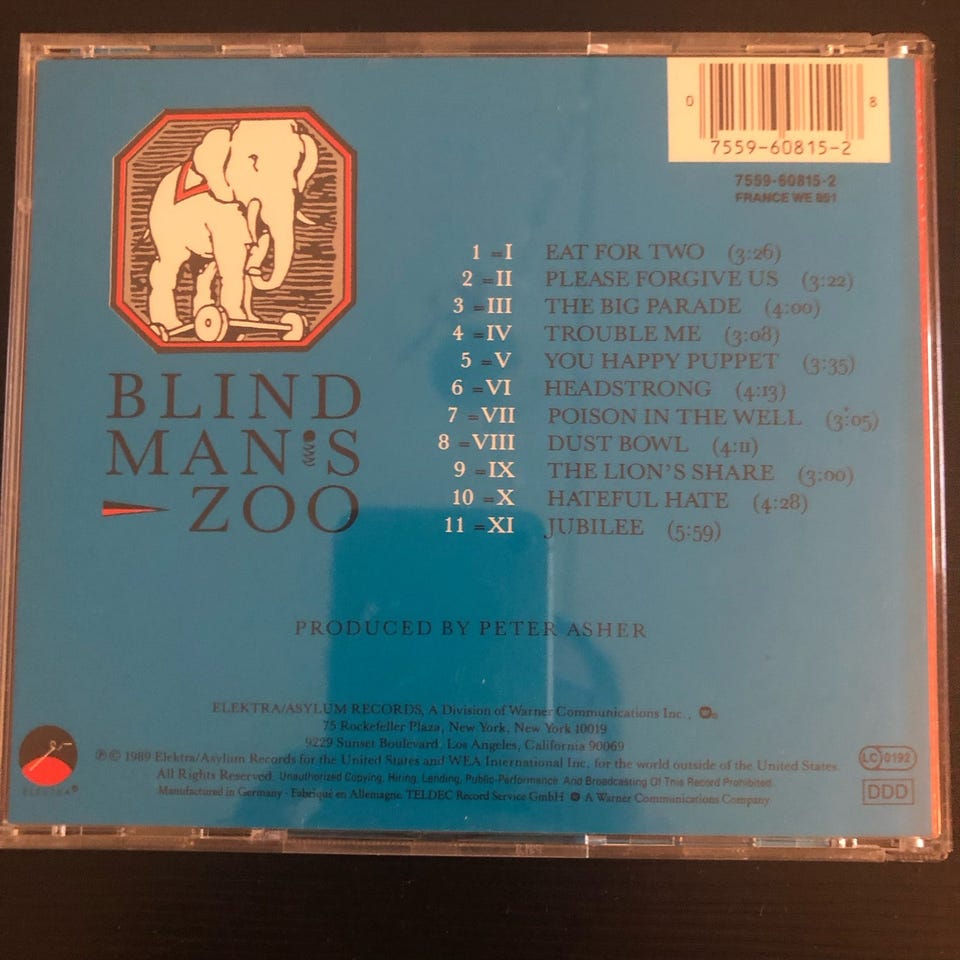 BLIND
MAN'S
ZOO
0 8
7559-60815-2
7559-60815-2
FRANCE WE 891
1 =I EAT FOR TWO (3:26)
2 =II PLEASE FORGIVE US (3:22)
3 =III THE BIG PARADE (4:00)
4 =IV TROUBLE ME (3:08)
5 =V YOU HAPPY PUPPET (3:35)
6 =VI HEADSTRONG (4:13)
7 =VII POISON IN THE WELL (3:05)
8 =VIII DUST BOWL (4:11)
9 =IX THE LION'S SHARE (3:00)
10 =X HATEFUL HATE (4:28)
11 =XI JUBILEE (5:59)
PRODUCED BY PETER ASHER
ELEKTRA/ASYLUM RECORDS, A Division of Warner Communications Inc.,
75 Rockefeller Plaza, New York, New York 10019
9229 Sunset Boulevard, Los Angeles, California 90069
℗ © 1989 Elektra/Asylum Records for the United States and WEA International Inc. for the world outside of the United States.
All Rights Reserved. Unauthorized Copying, Hiring, Lending, Public-Performance And Broadcasting Of This Record Prohibited.
Manufactured in Germany · Fabriqué en Allemagne. TELDEC Record Service GmbH A Warner Communications Company
ELEKTRA®
LC 0192
DDD